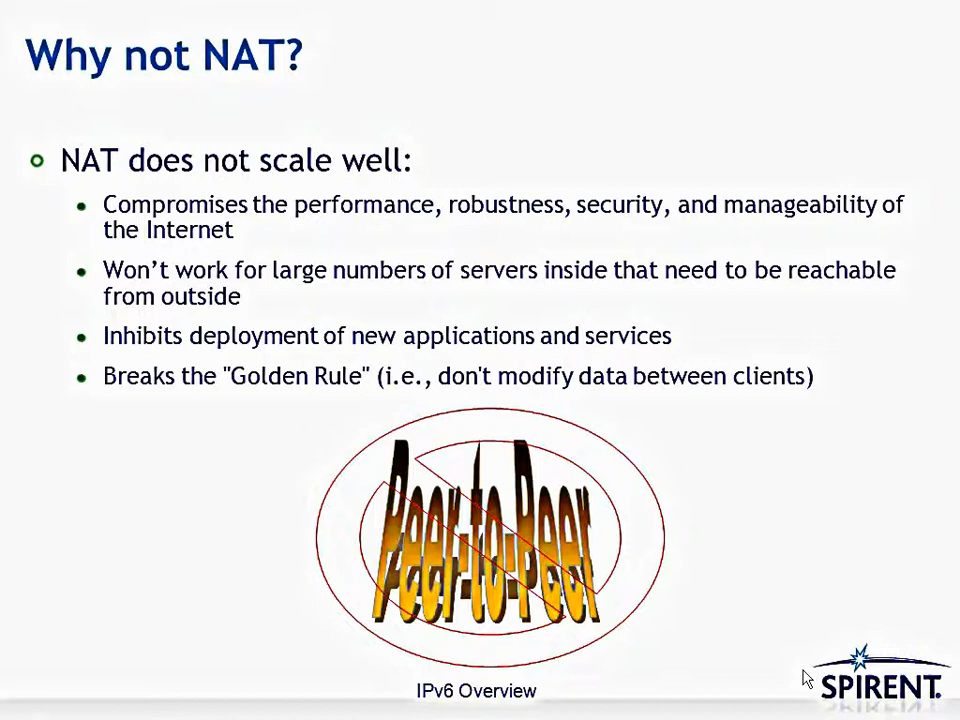 Why not NAT?
NAT does not scale well:
Compromises the performance, robustness, security, and manageability of
the Internet
Won’t work for large numbers of servers inside that need to be reachable
from outside
Inhibits deployment of new applications and services
Breaks the "Golden Rule" (i.e., don't modify data between clients)
Peer-to-Peer
IPv6 Overview
SPIRENT.